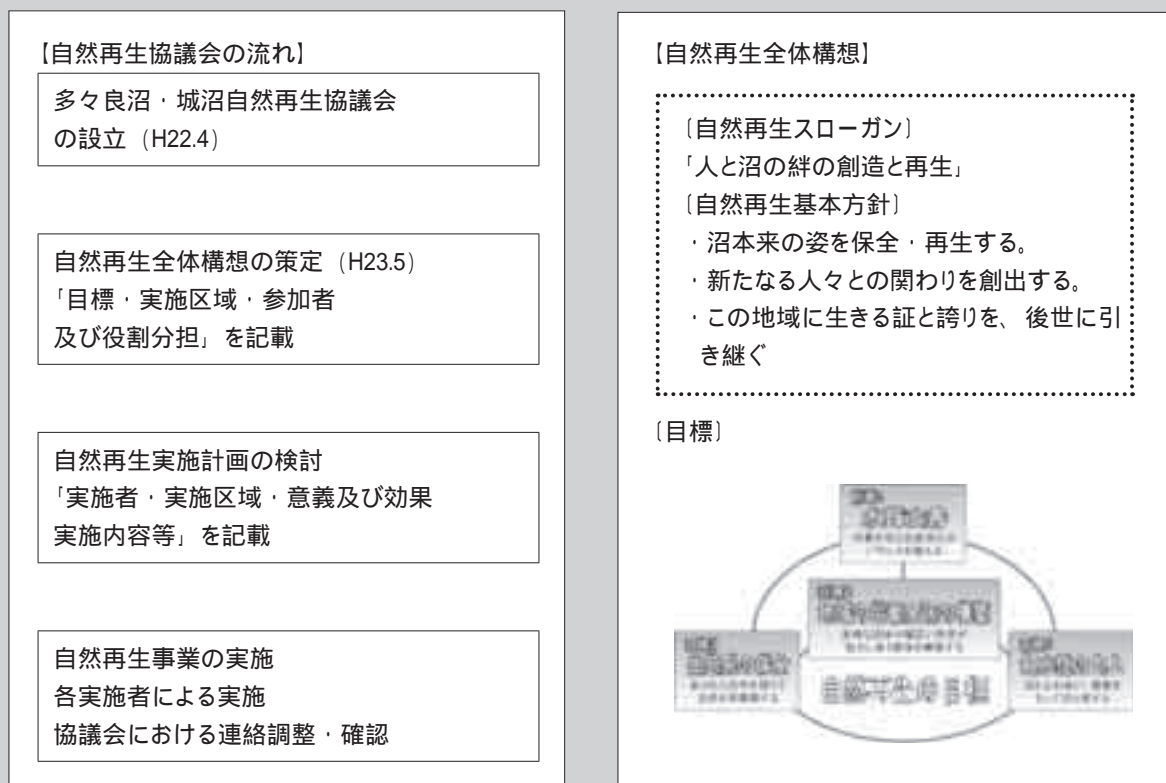 【自然再生協議会の流れ】
多々良沼・城沼自然再生協議会
の設立（H22.4）
自然再生全体構想の策定（H23.5）
「目標・実施区域・参加者
及び役割分担」を記載
自然再生実施計画の検討
「実施者・実施区域・意義及び効果
実施内容等」を記載
自然再生事業の実施
各実施者による実施
協議会における連絡調整・確認
【自然再生全体構想】
〔自然再生スローガン〕
「人と沼の絆の創造と再生」
〔自然再生基本方針〕
・沼本来の姿を保全・再生する。
・新たなる人々との関わりを創出する。
・この地域に生きる証と誇りを、後世に引
き継ぐ
〔目標〕